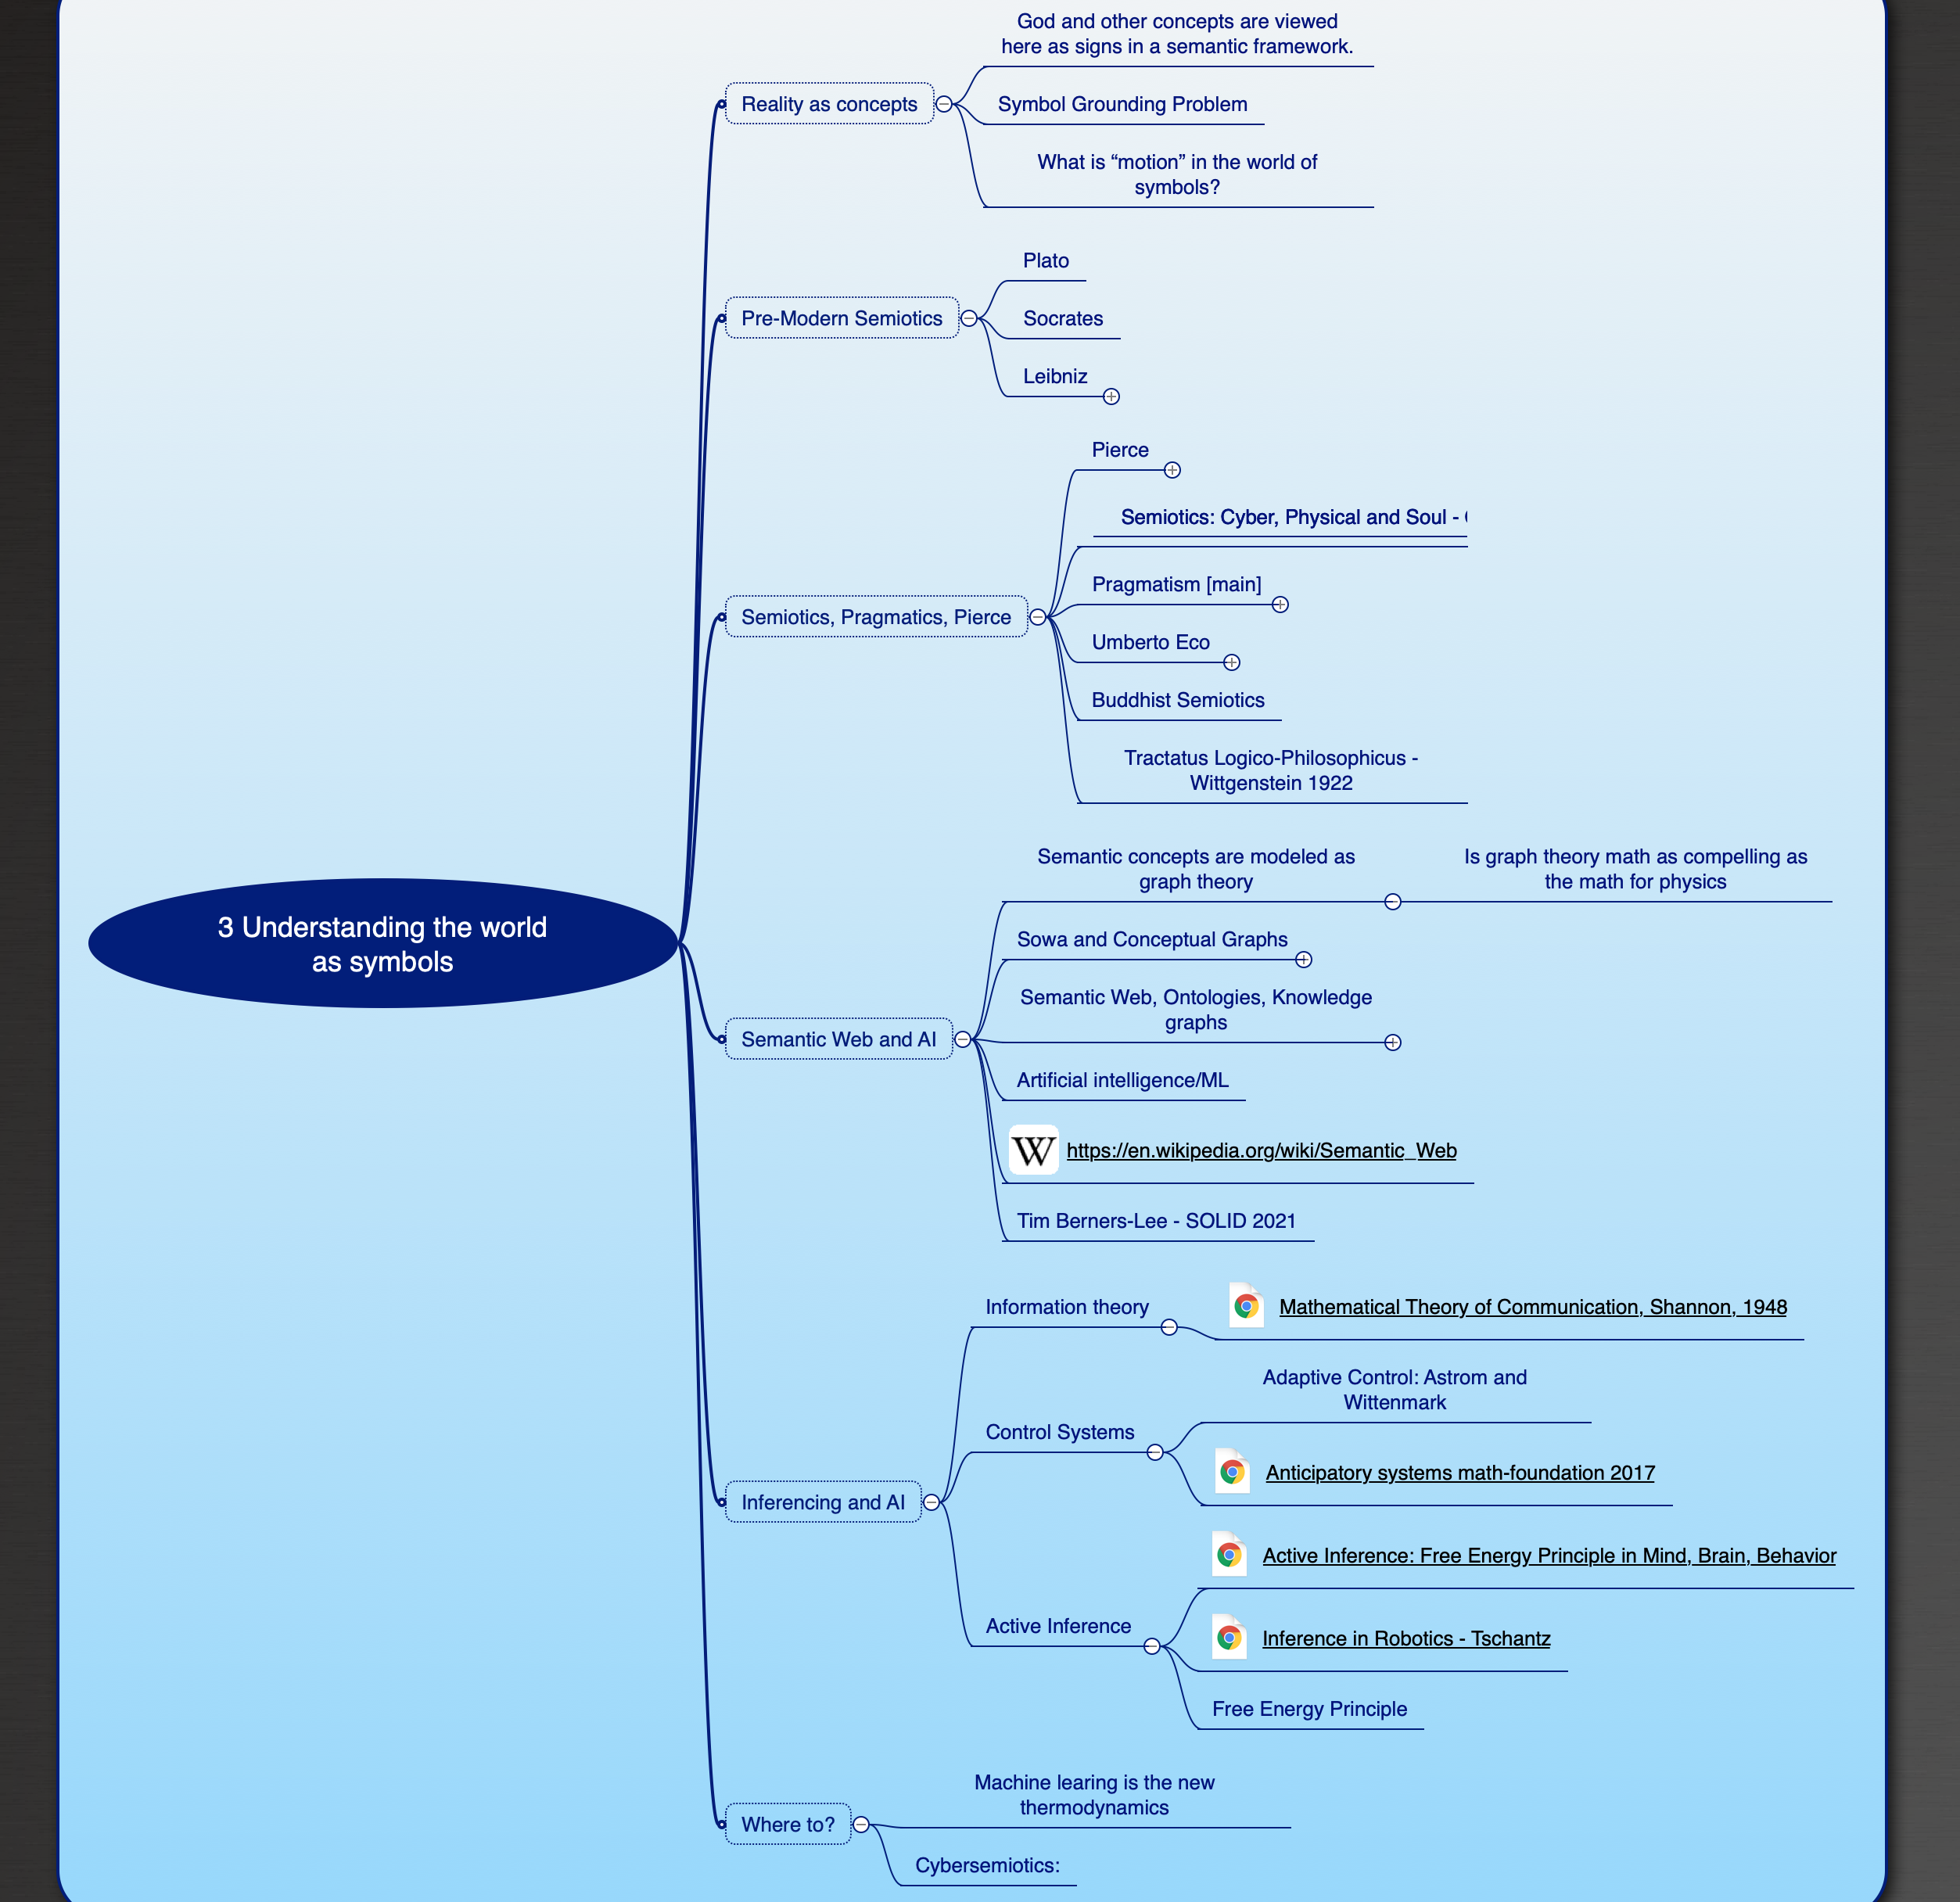 God and other concepts are viewed
here as signs in a semantic framework.
Reality as concepts
Symbol Grounding Problem
What is “motion” in the world of
symbols?
Plato
Pre-Modern Semiotics
Socrates
Leibniz
Pierce
Semiotics: Cyber, Physical and Soul -
Pragmatism [main]
Semiotics, Pragmatics, Pierce
Umberto Eco
Buddhist Semiotics
Tractatus Logico-Philosophicus -
Wittgenstein 1922
3 Understanding the world
as symbols
Semantic concepts are modeled as
graph theory
Is graph theory math as compelling as
the math for physics
Sowa and Conceptual Graphs
Semantic Web, Ontologies, Knowledge
graphs
Semantic Web and AI
Artificial intelligence/ML
W https://en.wikipedia.org/wiki/Semantic_Web
Tim Berners-Lee - SOLID 2021
Information theory
Mathematical Theory of Communication, Shannon, 1948
Adaptive Control: Astrom and
Wittenmark
Control Systems
Anticipatory systems math-foundation 2017
Inferencing and AI
Active Inference: Free Energy Principle in Mind, Brain, Behavior
Active Inference
Inference in Robotics - Tschantz
Free Energy Principle
Machine learing is the new
thermodynamics
Where to?
Cybersemiotics: